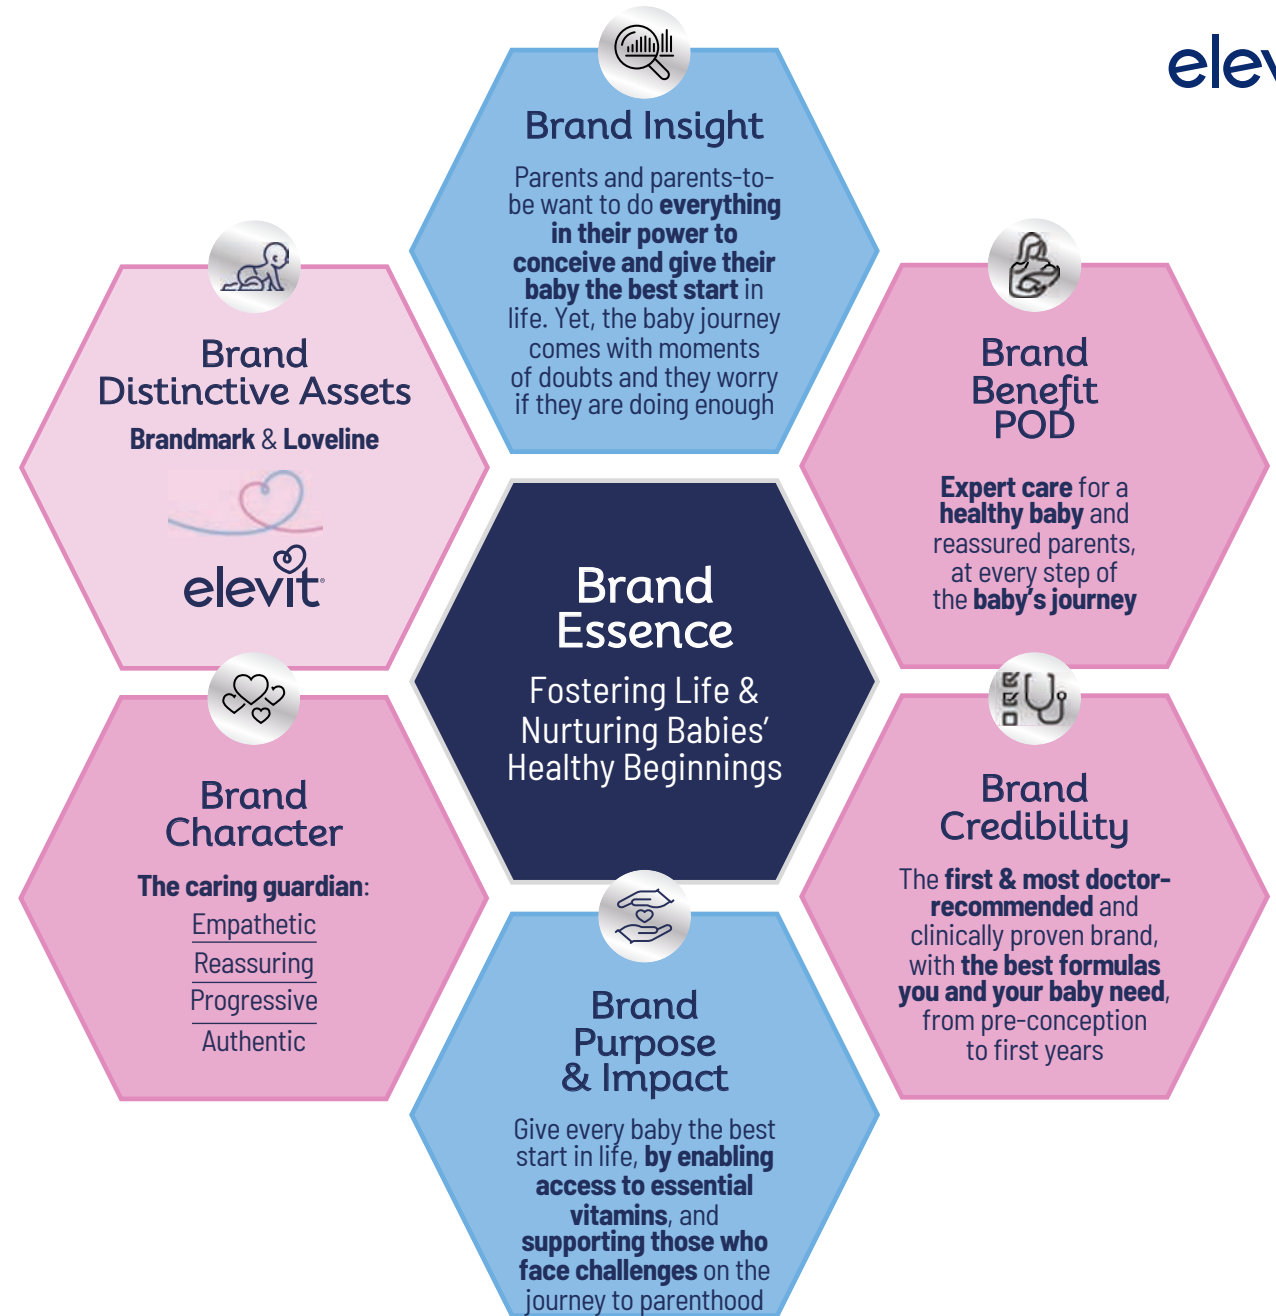 elev
Brand Insight
Parents and parents-to-
be want to do everything
in their power to
conceive and give their
baby the best start in
life. Yet, the baby journey
comes with moments
of doubts and they worry
if they are doing enough
Brand
Distinctive Assets
Brandmark & Loveline
elevit
Brand
Benefit
POD
Expert care for a
healthy baby and
reassured parents,
at every step of
the baby's journey
Brand
Essence
Fostering Life &
Nurturing Babies'
Healthy Beginnings
Brand
Character
The caring guardian:
Empathetic
Reassuring
Progressive
Authentic
Brand
Credibility
The first & most doctor-
recommended and
clinically proven brand,
with the best formulas
you and your baby need,
from pre-conception
to first years
Brand
Purpose
& Impact
Give every baby the best
start in life, by enabling
access to essential
vitamins, and
supporting those who
face challenges on the
journey to parenthood